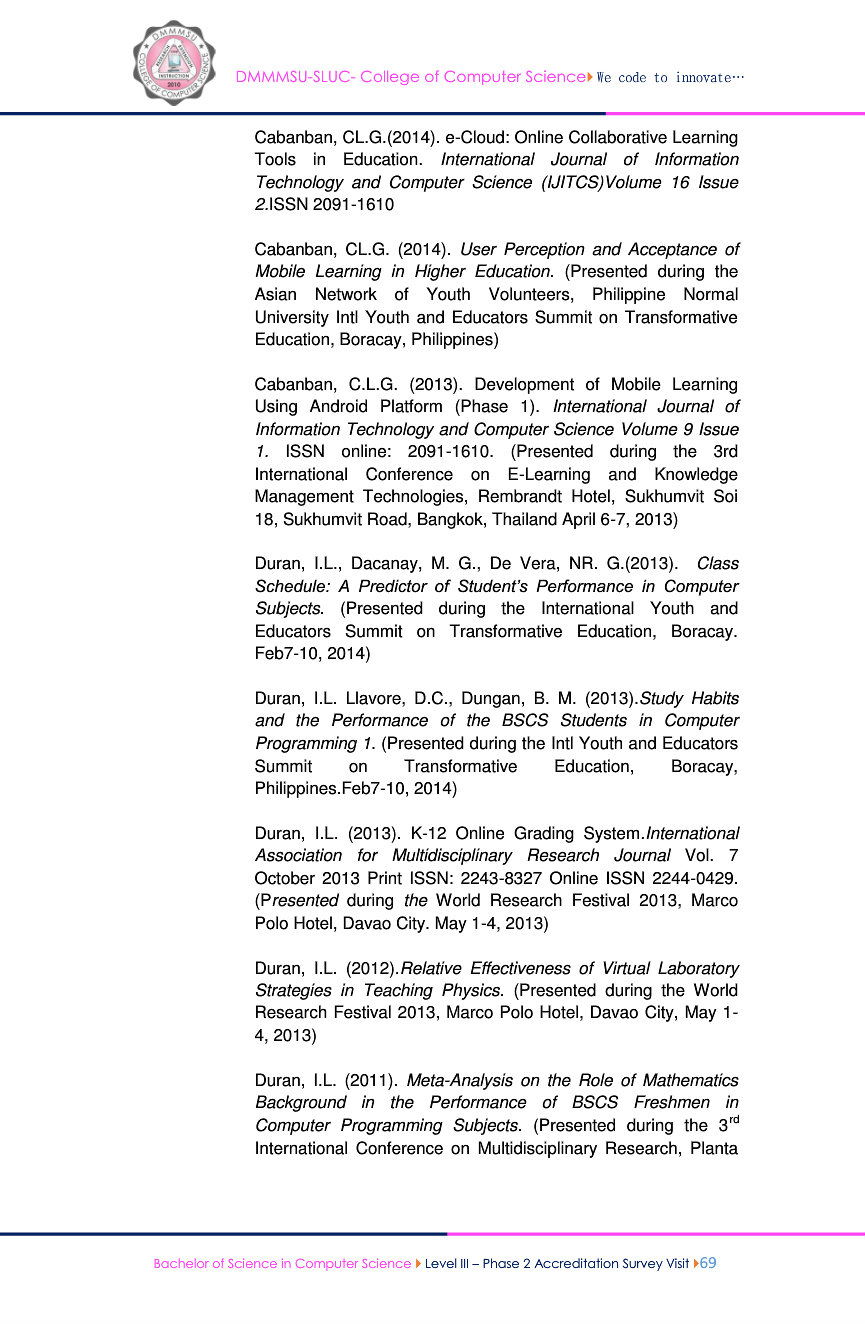 DMMMSU
RESEARCH
EXTENSION
INSTRUCTION
2010
COLLEGE OF COMPUTER SCIENCE
DMMMSU-SLUC- College of Computer Science We code to innovate…
Cabanban, CL.G.(2014). e-Cloud: Online Collaborative Learning
Tools in Education. International Journal of Information
Technology and Computer Science (IJITCS)Volume 16 Issue
2.ISSN 2091-1610
Cabanban, CL.G. (2014). User Perception and Acceptance of
Mobile Learning in Higher Education. (Presented during the
Asian Network of Youth Volunteers, Philippine Normal
University Intl Youth and Educators Summit on Transformative
Education, Boracay, Philippines)
Cabanban, C.L.G. (2013). Development of Mobile Learning
Using Android Platform (Phase 1). International Journal of
Information Technology and Computer Science Volume 9 Issue
1. ISSN online: 2091-1610. (Presented during the 3rd
International Conference on E-Learning and Knowledge
Management Technologies, Rembrandt Hotel, Sukhumvit Soi
18, Sukhumvit Road, Bangkok, Thailand April 6-7, 2013)
Duran, I.L., Dacanay, M. G., De Vera, NR. G.(2013). Class
Schedule: A Predictor of Student's Performance in Computer
Subjects. (Presented during the International Youth and
Educators Summit on Transformative Education, Boracay.
Feb7-10, 2014)
Duran, I.L. Llavore, D.C., Dungan, B. M. (2013).Study Habits
and the Performance of the BSCS Students in Computer
Programming 1. (Presented during the Intl Youth and Educators
Summit on Transformative Education, Boracay,
Philippines.Feb7-10, 2014)
Duran, I.L. (2013). K-12 Online Grading System.International
Association for Multidisciplinary Research Journal Vol. 7
October 2013 Print ISSN: 2243-8327 Online ISSN 2244-0429.
(Presented during the World Research Festival 2013, Marco
Polo Hotel, Davao City. May 1-4, 2013)
Duran, I.L. (2012).Relative Effectiveness of Virtual Laboratory
Strategies in Teaching Physics. (Presented during the World
Research Festival 2013, Marco Polo Hotel, Davao City, May 1-
4, 2013)
Duran, I.L. (2011). Meta-Analysis on the Role of Mathematics
Background in the Performance of BSCS Freshmen in
Computer Programming Subjects. (Presented during the 3rd
International Conference on Multidisciplinary Research, Planta
Bachelor of Science in Computer Science Level III – Phase 2 Accreditation Survey Visit 69